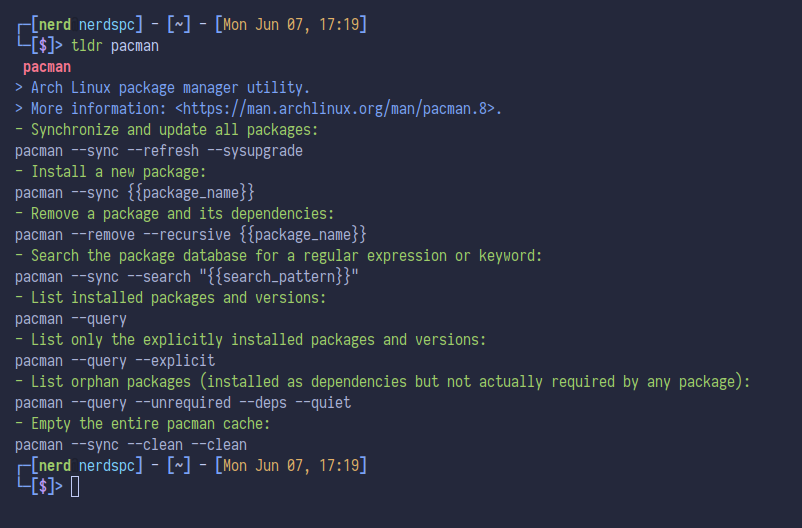 ┌─[nerd nerdspc] - [~] - [Mon Jun 07, 17:19]
└─[$]> tldr pacman
pacman
> Arch Linux package manager utility.
> More information: <https://man.archlinux.org/man/pacman.8>.
- Synchronize and update all packages:
pacman --sync --refresh --sysupgrade
- Install a new package:
pacman --sync {{package_name}}
- Remove a package and its dependencies:
pacman --remove --recursive {{package_name}}
- Search the package database for a regular expression or keyword:
pacman --sync --search "{{search_pattern}}"
- List installed packages and versions:
pacman --query
- List only the explicitly installed packages and versions:
pacman --query --explicit
- List orphan packages (installed as dependencies but not actually required by any package):
pacman --query --unrequired --deps --quiet
- Empty the entire pacman cache:
pacman --sync --clean --clean
┌─[nerd nerdspc] - [~] - [Mon Jun 07, 17:19]
└─[$]>